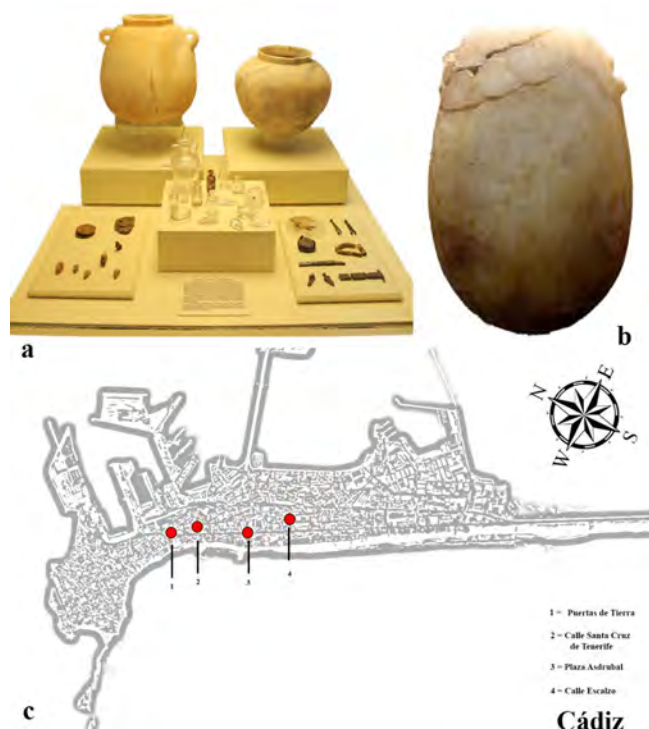 a
b
N
E
W
S
1
2
3
4
1 = Puertas de Tierra
2 = Calle Santa Cruz
de Tenerife
3 = Plaza Asdrubal
4 = Calle Escalzo
c
Cádiz